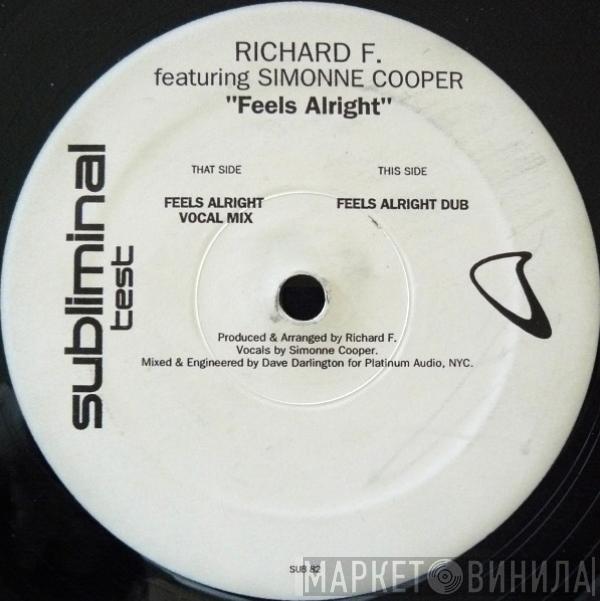 RICHARD F.
featuring SIMONNE COOPER
"Feels Alright"
THAT SIDE
FEELS ALRIGHT
VOCAL MIX
THIS SIDE
FEELS ALRIGHT DUB
subliminal
test
Produced & Arranged by Richard F.
Vocals by Simonne Cooper.
Mixed & Engineered by Dave Darlington for Platinum Audio, NYC.
SUB 82
МАРКЕТ ВИНИЛА